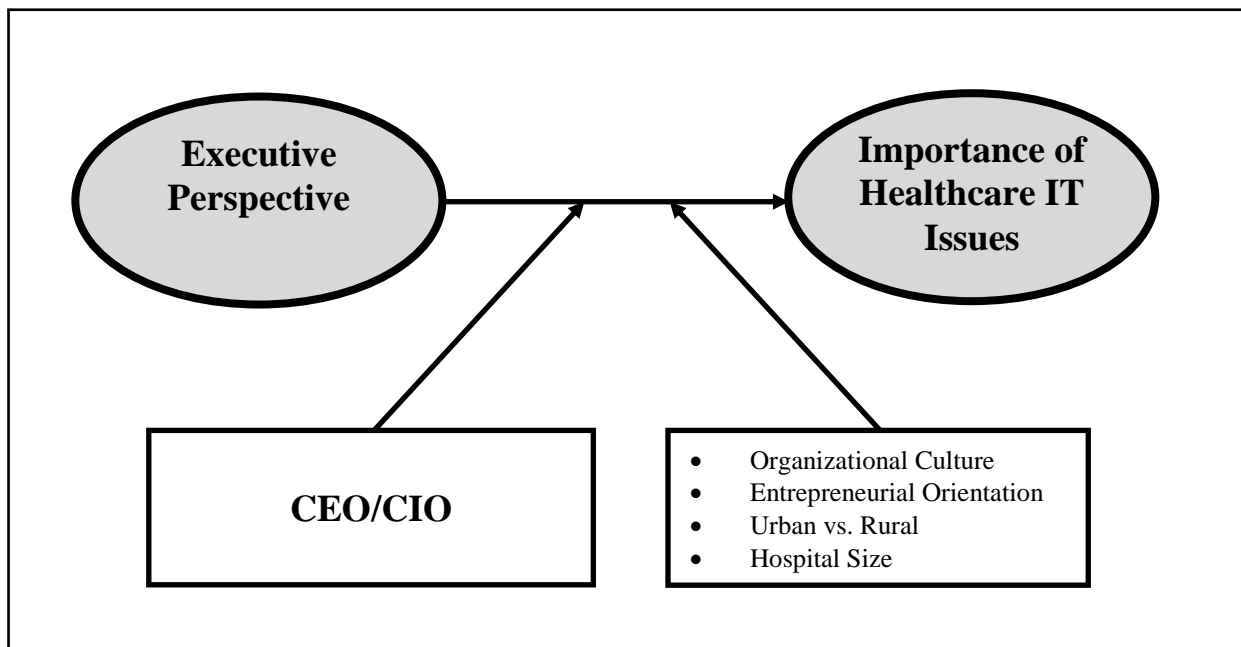 Executive
Perspective
Importance of
Healthcare IT
Issues
CEO/CIO
• Organizational Culture
• Entrepreneurial Orientation
• Urban vs. Rural
• Hospital Size